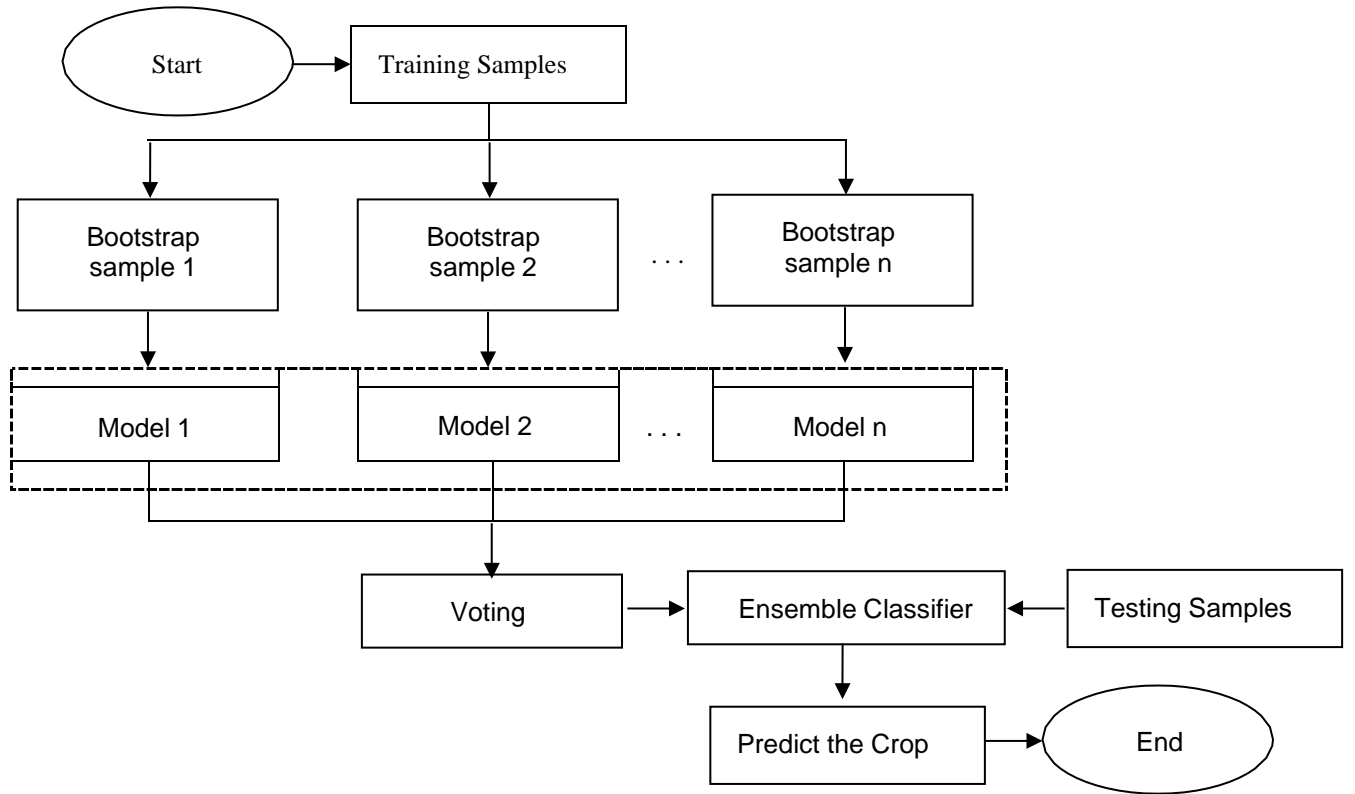 Start
Training Samples
Bootstrap
sample 1
Bootstrap
sample 2
. . .
Bootstrap
sample n
Model 1
Model 2
. . .
Model n
Voting
Ensemble Classifier
Testing Samples
Predict the Crop
End